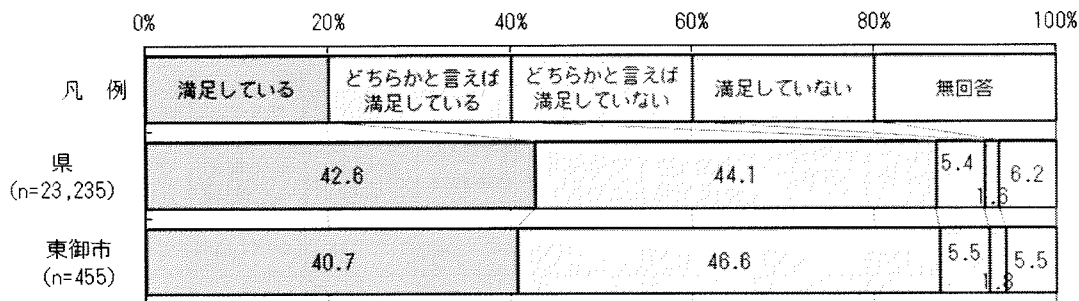 0% 20% 40% 60% 80% 100%
凡 例 満足している どちらかと言えば満足している どちらかと言えば満足していない 満足していない 無回答
県
(n=23,235)
42.6 44.1 5.4 1.6 6.2
東御市
(n=455)
40.7 46.6 5.5 1.8 5.5